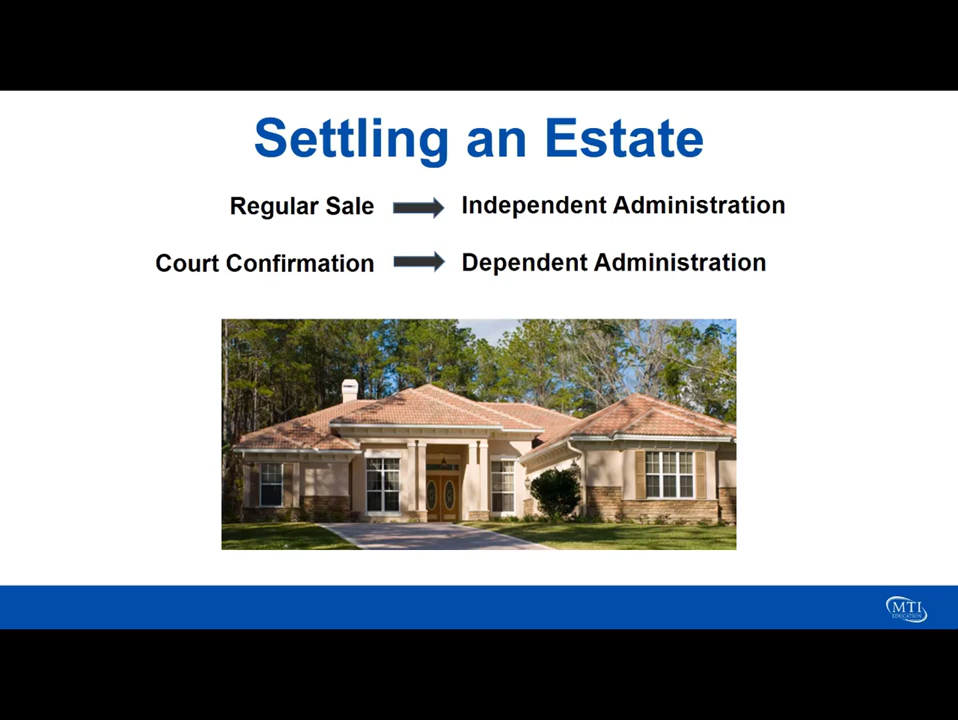 Settling an Estate
Regular Sale Independent Administration
Court Confirmation Dependent Administration
MTI
EDUCATION